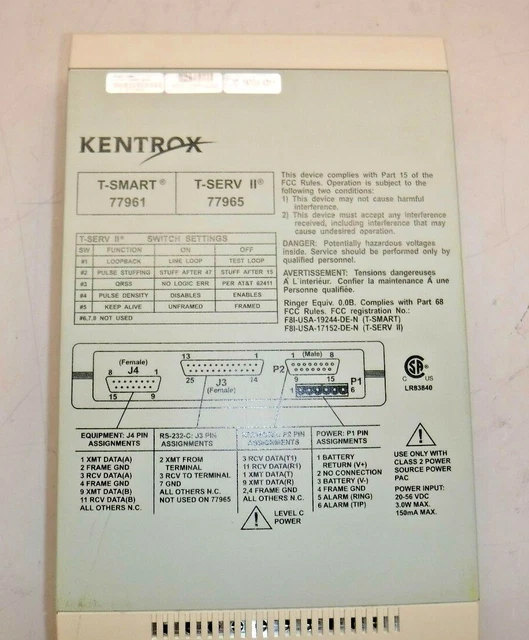 KENTROX
T-SMART® T-SERV II®
77961 77965
This device complies with Part 15 of the
FCC Rules. Operation is subject to the
following two conditions:
1) This device may not cause harmful
interference.
2) This device must accept any interference
received, including interference that may
cause undesired operation.
DANGER: Potentially hazardous voltages
inside. Service should be performed only by
qualified personnel.
AVERTISSEMENT: Tensions dangereuses
A L'interieur. Confier la maintenance A une
Personne qualifiée.
Ringer Equiv. 0.0B. Complies with Part 68
FCC Rules. FCC registration No.:
F8I-USA-19244-DE-N (T-SMART)
F8I-USA-17152-DE-N (T-SERV II)
T-SERV II® SWITCH SETTINGS
SW FUNCTION ON OFF
#1 LOOPBACK LINE LOOP TEST LOOP
#2 PULSE STUFFING STUFF AFTER 47 STUFF AFTER 15
#3 QRSS NO LOGIC ERR PER AT&T 62411
#4 PULSE DENSITY DISABLES ENABLES
#5 KEEP ALIVE UNFRAMED FRAMED
#6,7,8 NOT USED
(Female)
8 J4 1
15 9
13 1
25 J3 14
(Female)
P2
1 (Male) 8
9 15
P1
1 6
C US
LR83840
EQUIPMENT: J4 PIN
ASSIGNMENTS
1 XMT DATA(A)
2 FRAME GND
3 RCV DATA(A)
4 FRAME GND
9 XMT DATA(B)
11 RCV DATA(B)
ALL OTHERS N.C.
RS-232-C: J3 PIN
ASSIGNMENTS
2 XMT FROM
TERMINAL
3 RCV TO TERMINAL
7 GND
ALL OTHERS N.C.
NOT USED ON 77965
P2 PIN
ASSIGNMENTS
3 RCV DATA(T1)
11 RCV DATA(R1)
1 XMT DATA(T)
9 XMT DATA(R)
2,4 FRAME GND
ALL OTHERS N.C.
LEVEL C
POWER
POWER: P1 PIN
ASSIGNMENTS
1 BATTERY
RETURN (V+)
2 NO CONNECTION
3 BATTERY (V-)
4 FRAME GND
5 ALARM (RING)
6 ALARM (TIP)
USE ONLY WITH
CLASS 2 POWER
SOURCE POWER
PAC
POWER INPUT:
20-56 VDC
3.0W MAX.
150mA MAX.